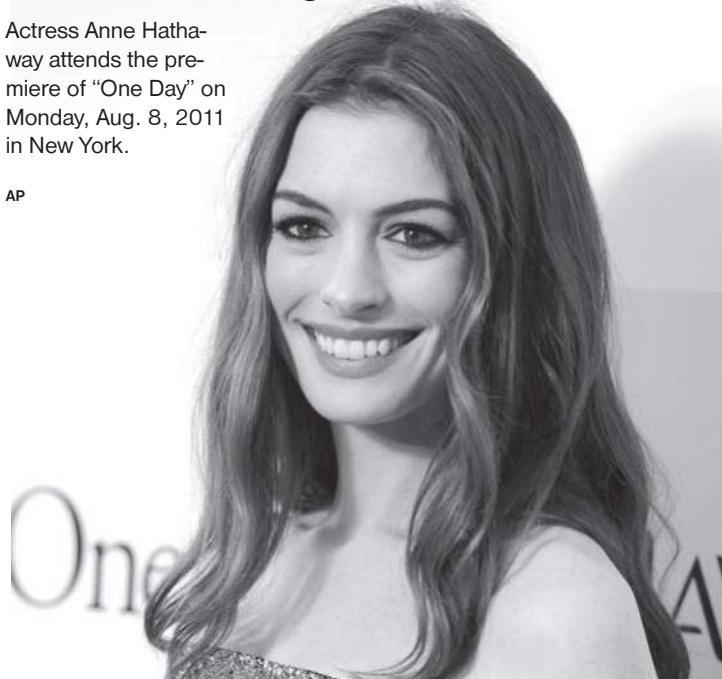 Actress Anne Hatha-
way attends the pre-
miere of “One Day” on
Monday, Aug. 8, 2011
in New York.
AP
One